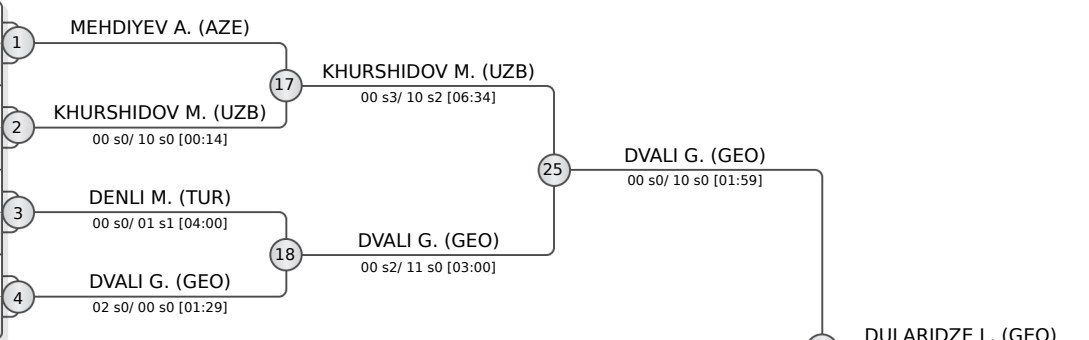 MEHDIYEV A. (AZE)
1
17
KHURSHIDOV M. (UZB)
00 s3/ 10 s2 [06:34]
KHURSHIDOV M. (UZB)
2
00 s0/ 10 s0 [00:14]
25
DVALI G. (GEO)
00 s0/ 10 s0 [01:59]
DENLI M. (TUR)
3
00 s0/ 01 s1 [04:00]
18
DVALI G. (GEO)
00 s2/ 11 s0 [03:00]
DVALI G. (GEO)
4
02 s0/ 00 s0 [01:29]
DULARIDZE L. (GEO)